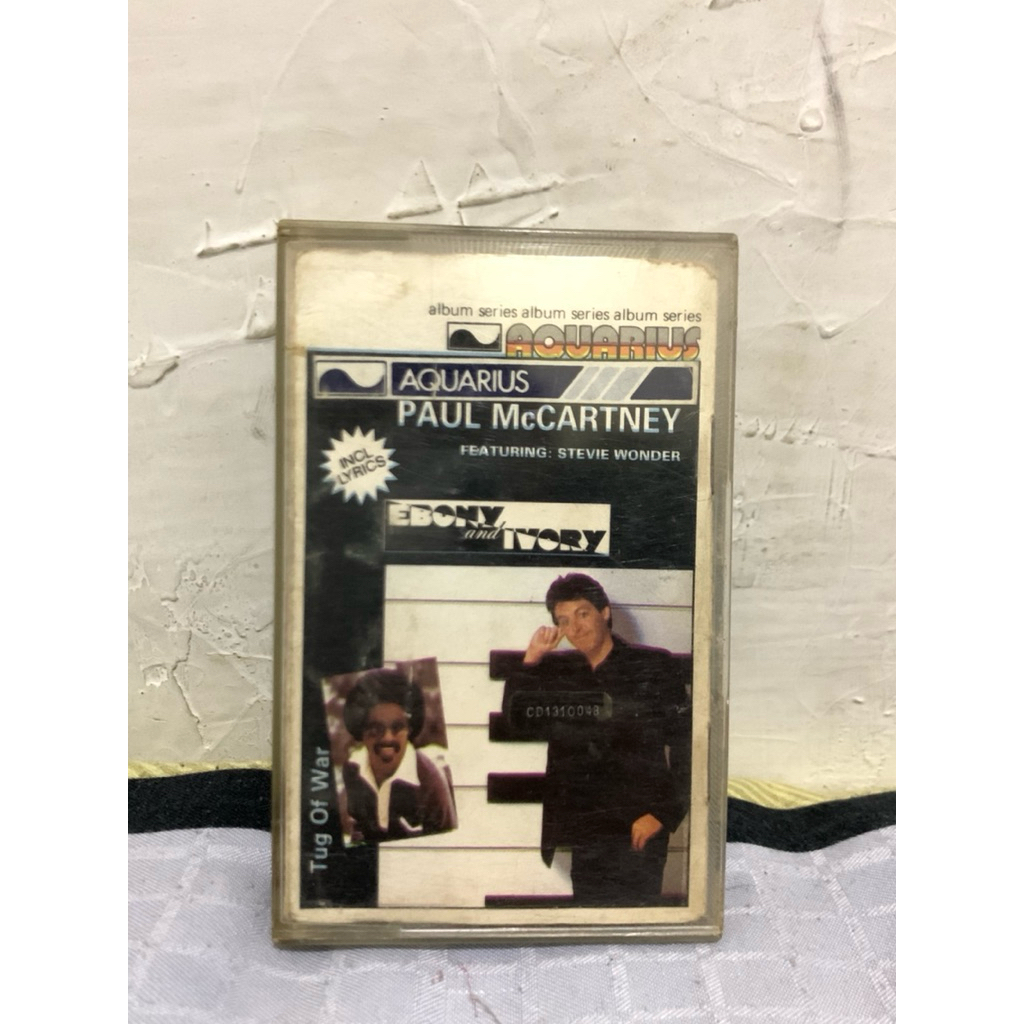 album series album series album series
AQUARIUS
AQUARIUS
PAUL McCARTNEY
FEATURING: STEVIE WONDER
INCL
LYRICS
EBONY
and IVORY
CD1310048
Tug Of War